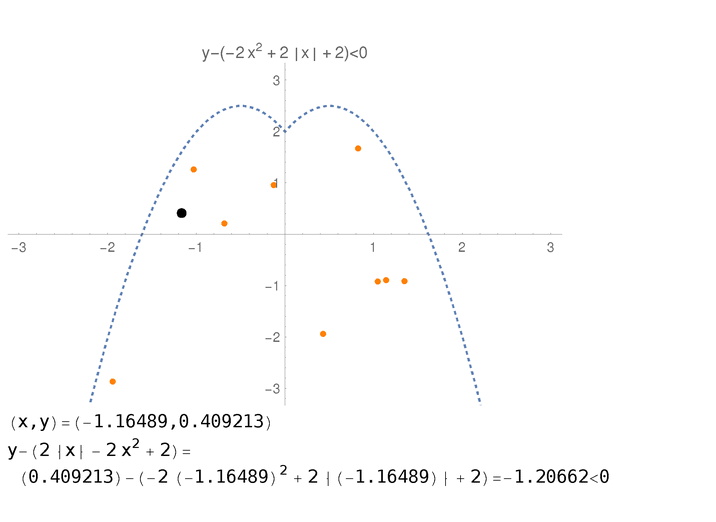 y−(−2 x² + 2 |x| + 2)<0
3
2
1
−3 −2 −1 1 2 3
−1
−2
−3
(x,y) = (−1.16489,0.409213)
y− (2 |x| − 2 x² + 2) =
(0.409213) − (−2 (−1.16489)² + 2 | (−1.16489) | + 2) =−1.20662<0